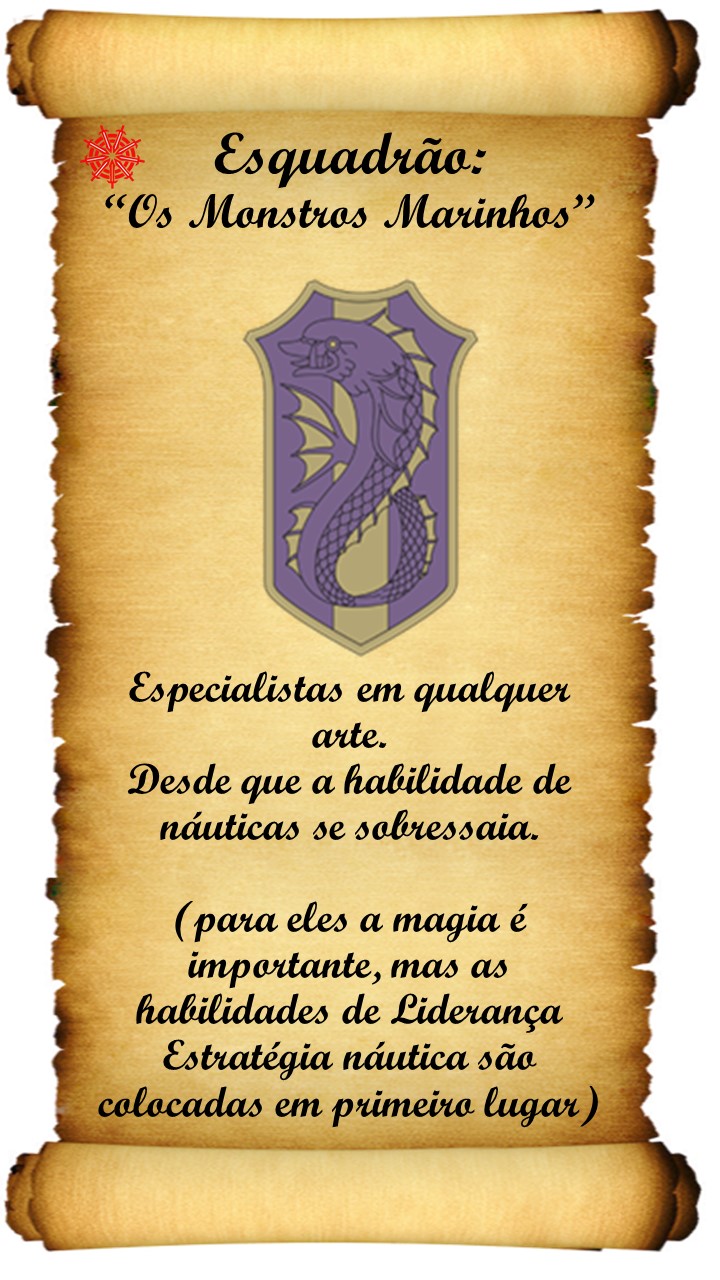 Esquadrão:
“Os Monstros Marinhos”
Especialistas em qualquer
arte.
Desde que a habilidade de
náuticas se sobressaia.
(para eles a magia é
importante, mas as
habilidades de Liderança
Estratégia náutica são
colocadas em primeiro lugar)